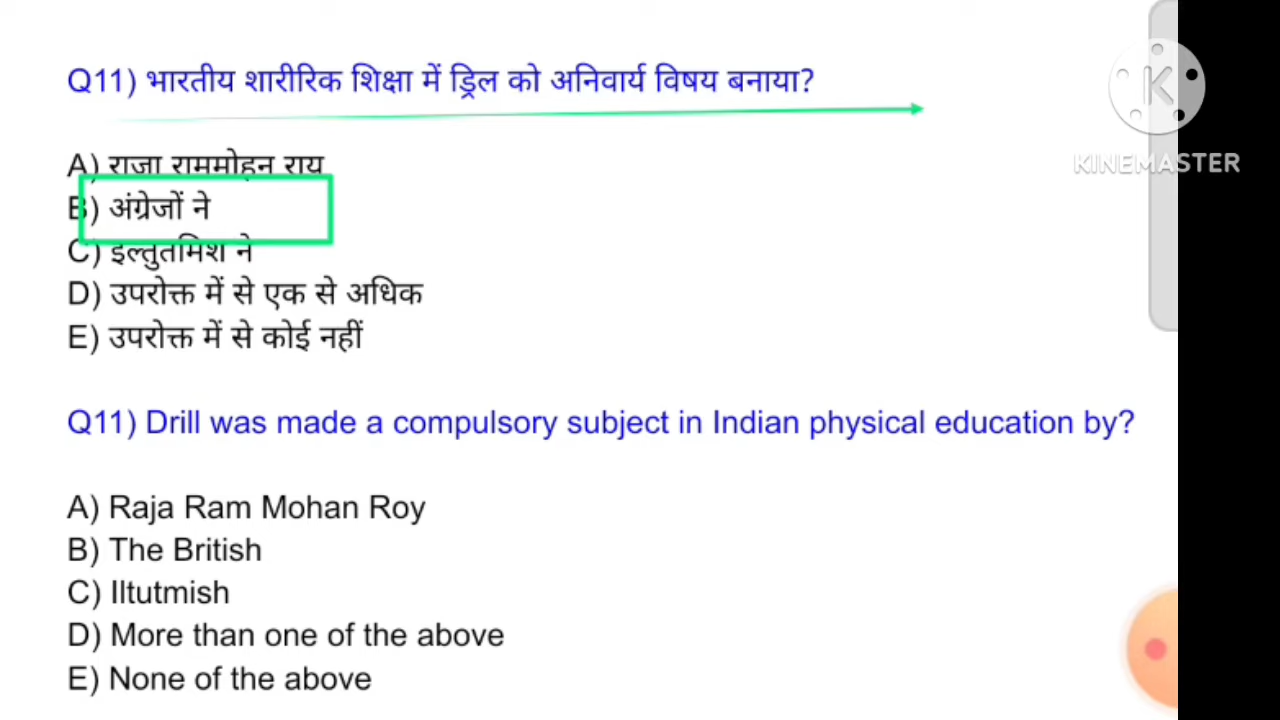 Q11) भारतीय शारीरिक शिक्षा में ड्रिल को अनिवार्य विषय बनाया?
A) राजा राममोहन राय
B) अंग्रेजों ने
C) इल्तुतमिश ने
D) उपरोक्त में से एक से अधिक
E) उपरोक्त में से कोई नहीं
Q11) Drill was made a compulsory subject in Indian physical education by?
A) Raja Ram Mohan Roy
B) The British
C) Iltutmish
D) More than one of the above
E) None of the above
K
KINEMASTER